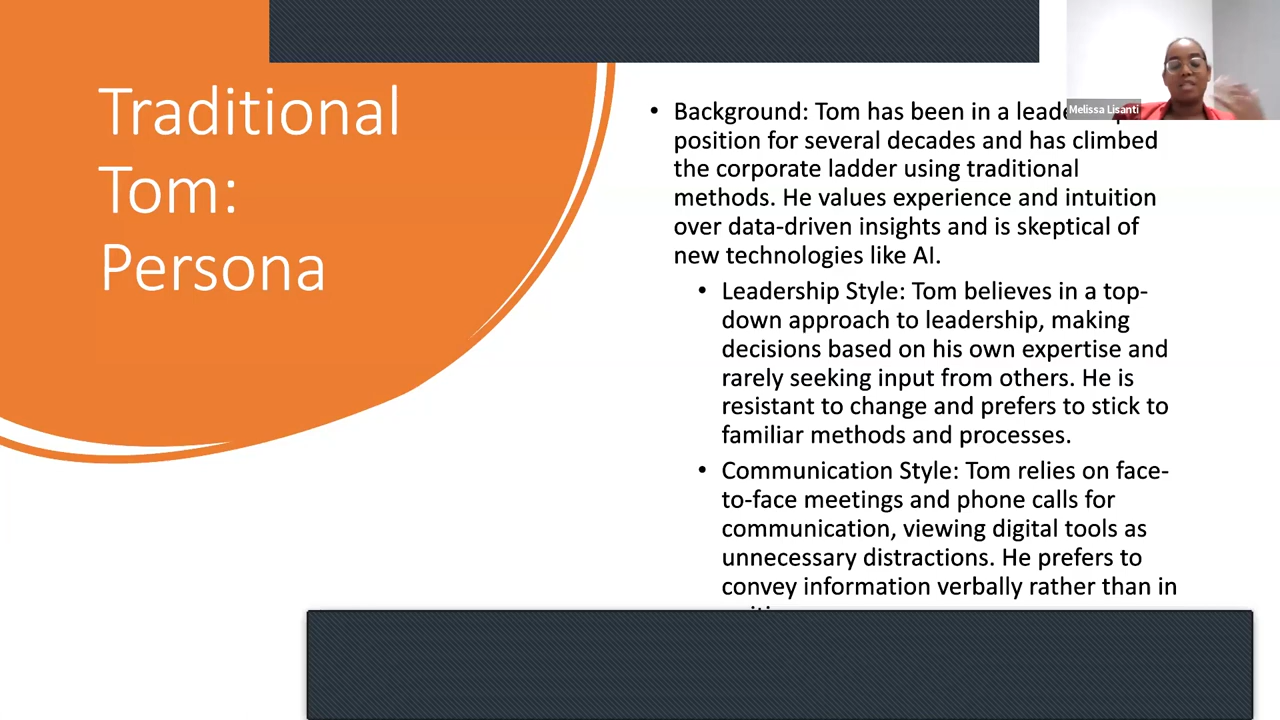 Traditional
Tom:
Persona
Melissa Lisanti
• Background: Tom has been in a
position for several decades and has climbed
the corporate ladder using traditional
methods. He values experience and intuition
over data-driven insights and is skeptical of
new technologies like AI.
• Leadership Style: Tom believes in a top-
down approach to leadership, making
decisions based on his own expertise and
rarely seeking input from others. He is
resistant to change and prefers to stick to
familiar methods and processes.
• Communication Style: Tom relies on face-
to-face meetings and phone calls for
communication, viewing digital tools as
unnecessary distractions. He prefers to
convey information verbally rather than in